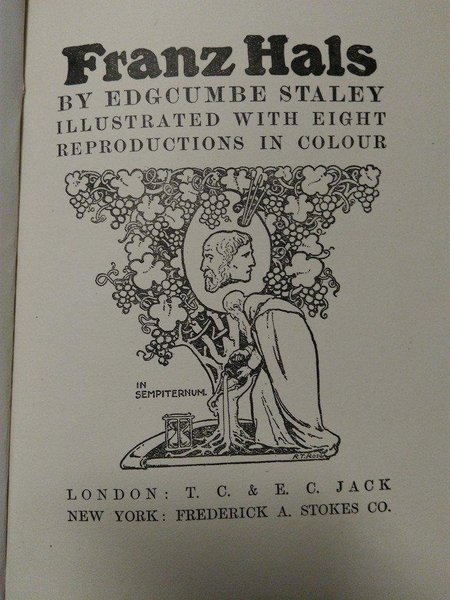 Franz Hals
BY EDGCUMBE STALEY
ILLUSTRATED WITH EIGHT
REPRODUCTIONS IN COLOUR
IN
SEMPITERNUM.
LONDON: T. C. & E. C. JACK
NEW YORK: FREDERICK A. STOKES CO.